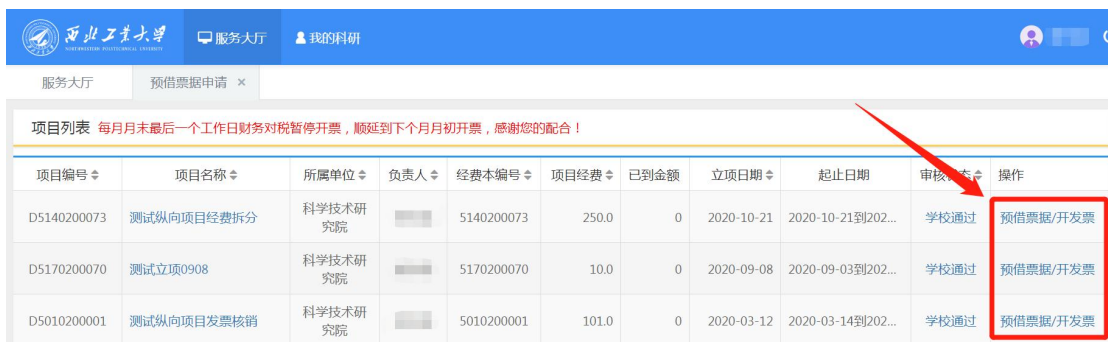 西北工业大学 服务大厅 我的科研
NORTHWESTERN POLYTECHNICAL UNIVERSITY
服务大厅 预借票据申请 ×
项目列表 每月月末最后一个工作日财务对税暂停开票，顺延到下个月月初开票，感谢您的配合！
项目编号 项目名称 所属单位 负责人 经费本编号 项目经费 已到金额 立项日期 起止日期 审核状态 操作
D5140200073 测试纵向项目经费拆分 科学技术研究院 5140200073 250.0 0 2020-10-21 2020-10-21到202... 学校通过 预借票据/开发票
D5170200070 测试立项0908 科学技术研究院 5170200070 10.0 0 2020-09-08 2020-09-03到202... 学校通过 预借票据/开发票
D5010200001 测试纵向项目发票核销 科学技术研究院 5010200001 101.0 0 2020-03-12 2020-03-14到202... 学校通过 预借票据/开发票